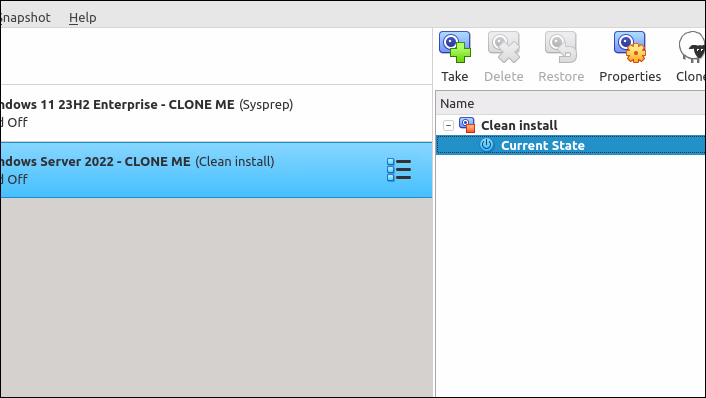 Snapshot Help
Take Delete Restore Properties Clone
Name
ndows 11 23H2 Enterprise - CLONE ME (Sysprep)
d Off
Clean install
Current State
ndows Server 2022 - CLONE ME (Clean install)
d Off